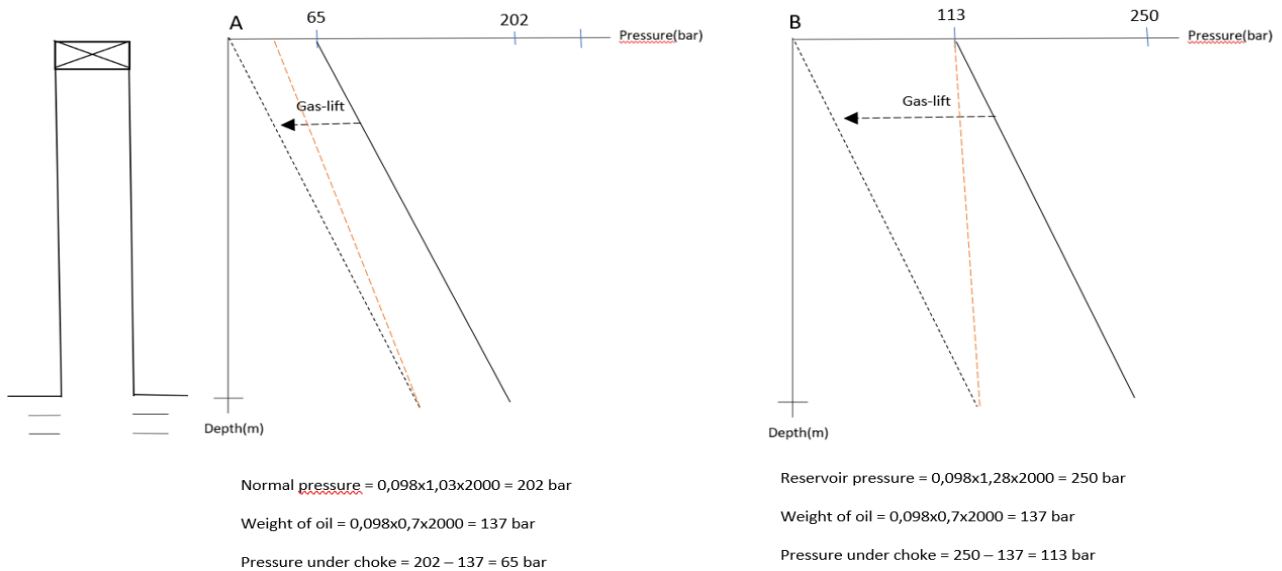 A
65
202
Pressure(bar)
Gas-lift
Depth(m)
Normal pressure = 0,098x1,03x2000 = 202 bar
Weight of oil = 0,098x0,7x2000 = 137 bar
Pressure under choke = 202 – 137 = 65 bar
B
113
250
Pressure(bar)
Gas-lift
Depth(m)
Reservoir pressure = 0,098x1,28x2000 = 250 bar
Weight of oil = 0,098x0,7x2000 = 137 bar
Pressure under choke = 250 – 137 = 113 bar